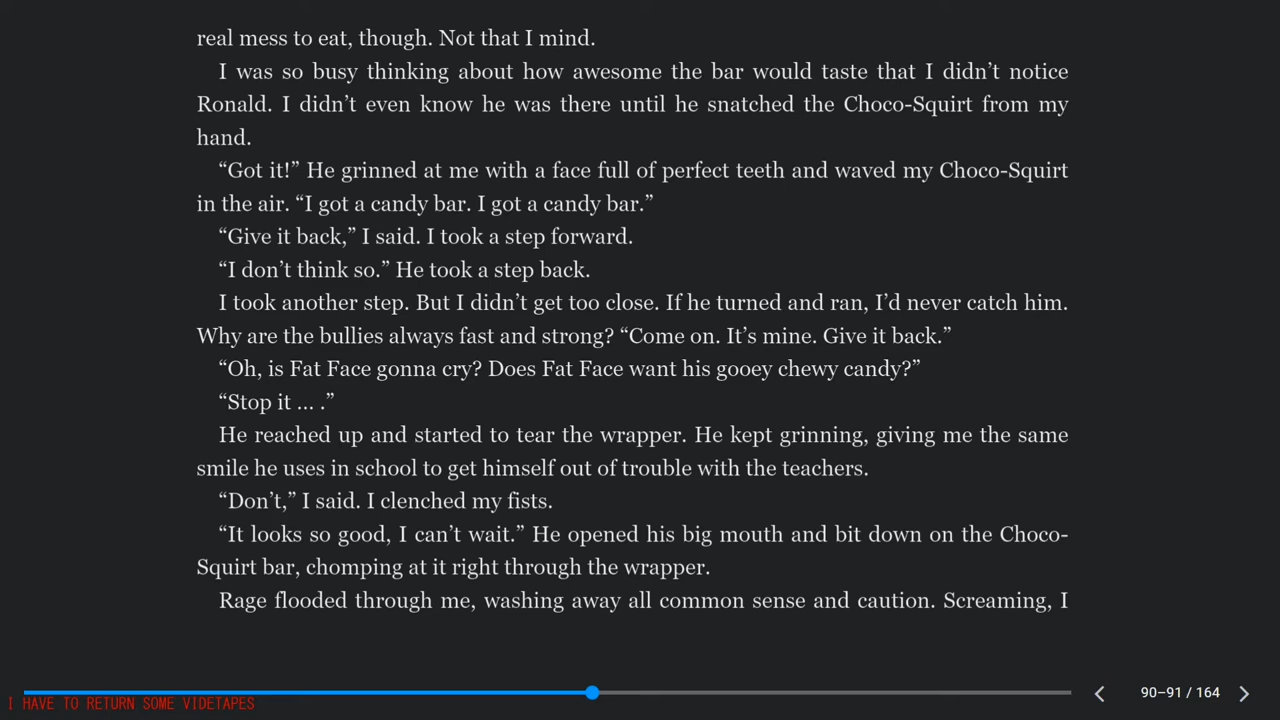 real mess to eat, though. Not that I mind.
I was so busy thinking about how awesome the bar would taste that I didn’t notice
Ronald. I didn’t even know he was there until he snatched the Choco-Squirt from my
hand.
“Got it!” He grinned at me with a face full of perfect teeth and waved my Choco-Squirt
in the air. “I got a candy bar. I got a candy bar.”
“Give it back,” I said. I took a step forward.
“I don’t think so.” He took a step back.
I took another step. But I didn’t get too close. If he turned and ran, I’d never catch him.
Why are the bullies always fast and strong? “Come on. It’s mine. Give it back.”
“Oh, is Fat Face gonna cry? Does Fat Face want his gooey chewy candy?”
“Stop it … .”
He reached up and started to tear the wrapper. He kept grinning, giving me the same
smile he uses in school to get himself out of trouble with the teachers.
“Don’t,” I said. I clenched my fists.
“It looks so good, I can’t wait.” He opened his big mouth and bit down on the Choco-
Squirt bar, chomping at it right through the wrapper.
Rage flooded through me, washing away all common sense and caution. Screaming, I
I HAVE TO RETURN SOME VIDETAPES
90–91 / 164